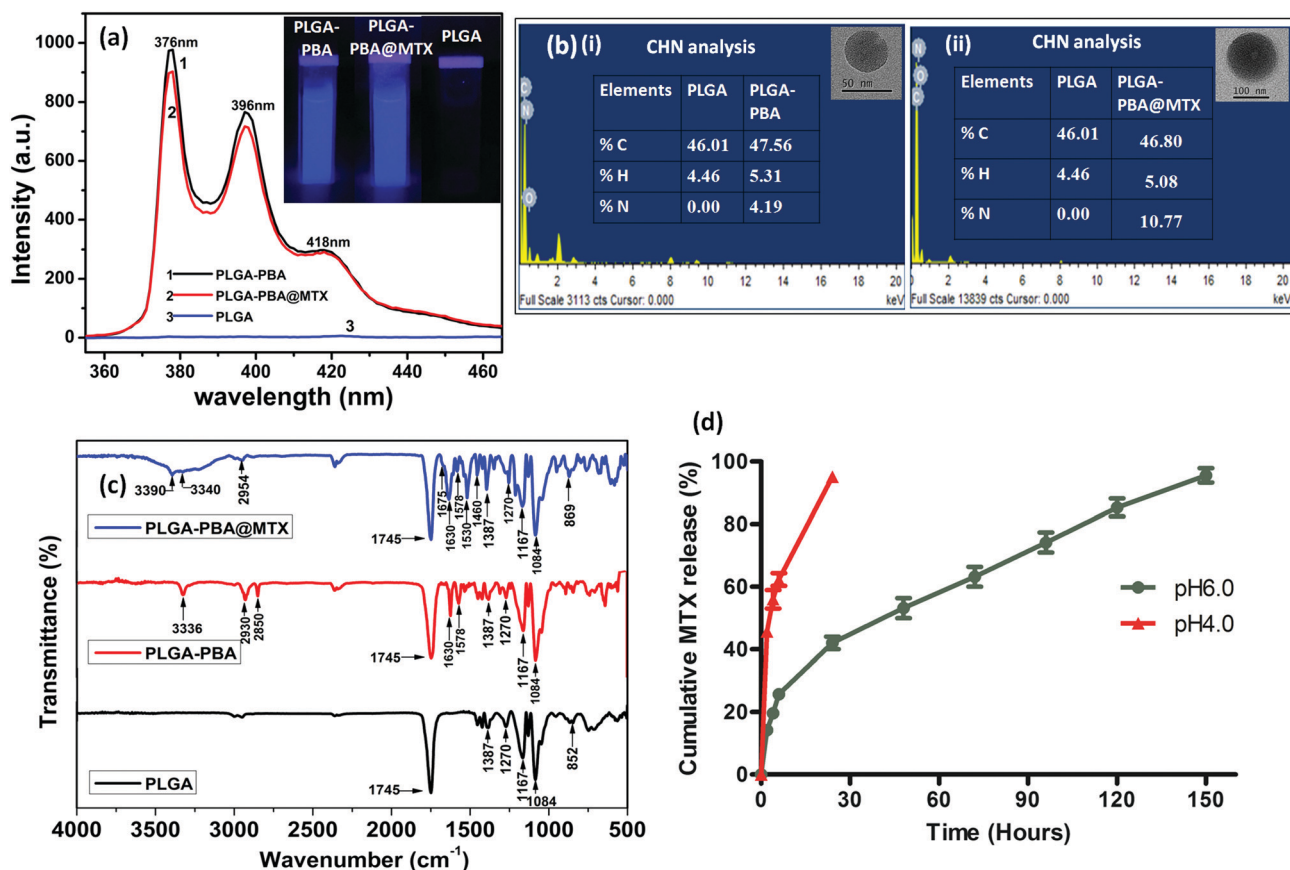 (a)
1000
800
600
400
200
0
360
380
400
420
440
460
Intensity (a.u.)
wavelength (nm)
376nm
1
2
396nm
418nm
3
1 PLGA-PBA
2 PLGA-PBA@MTX
3 PLGA
PLGA-
PBA
PLGA-
PBA@MTX
PLGA
(b) (i)
CHN analysis
50 nm
Elements PLGA PLGA-
PBA
% C 46.01 47.56
% H 4.46 5.31
% N 0.00 4.19
C
N
O
0 2 4 6 8 10 12 14 16 18 20
Full Scale 3113 cts Cursor: 0.000 keV
(ii)
CHN analysis
100 nm
Elements PLGA PLGA-
PBA@MTX
% C 46.01 46.80
% H 4.46 5.08
% N 0.00 10.77
N
O
C
0 2 4 6 8 10 12 14 16 18 20
Full Scale 13839 cts Cursor: 0.000 keV
(c)
Transmittance (%)
3390 3340 2954
1745 1675 1630 1578 1530 1460 1387 1270 1167 1084 869
PLGA-PBA@MTX
3336 2930 2850
1745 1630 1578 1387 1270 1167 1084
PLGA-PBA
1745 1387 1270 1167 1084 852
PLGA
4000 3500 3000 2500 2000 1500 1000 500
Wavenumber (cm⁻¹)
(d)
Cumulative MTX release (%)
100
80
60
40
20
0
0 30 60 90 120 150
Time (Hours)
pH6.0
pH4.0